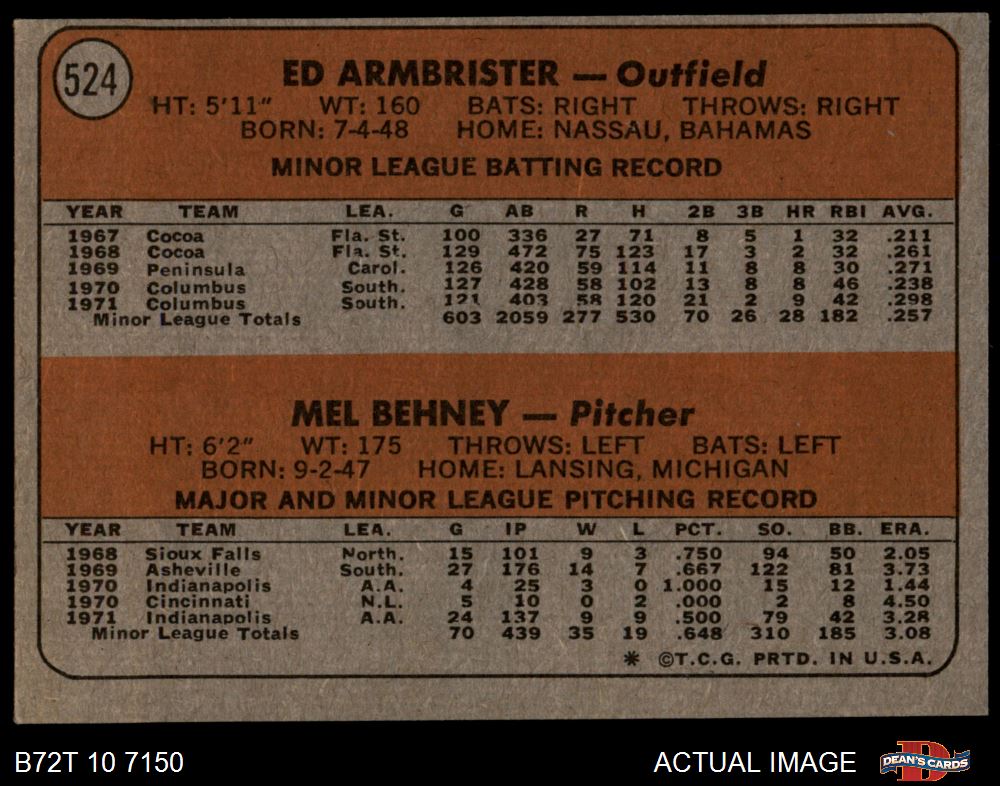 524
ED ARMBRISTER — Outfield
HT: 5'11" WT: 160 BATS: RIGHT THROWS: RIGHT
BORN: 7-4-48 HOME: NASSAU, BAHAMAS
MINOR LEAGUE BATTING RECORD
YEAR TEAM LEA. G AB R H 2B 3B HR RBI AVG.
1967 Cocoa Fla. St. 100 336 27 71 8 5 1 32 .211
1968 Cocoa Fla. St. 129 472 75 123 17 3 2 32 .261
1969 Peninsula Carol. 126 420 59 114 11 8 8 30 .271
1970 Columbus South. 127 428 58 102 13 8 8 46 .238
1971 Columbus South. 121 403 58 120 21 2 9 42 .298
Minor League Totals 603 2059 277 530 70 26 28 182 .257
MEL BEHNEY — Pitcher
HT: 6'2" WT: 175 THROWS: LEFT BATS: LEFT
BORN: 9-2-47 HOME: LANSING, MICHIGAN
MAJOR AND MINOR LEAGUE PITCHING RECORD
YEAR TEAM LEA. G IP W L PCT. SO. BB. ERA.
1968 Sioux Falls North. 15 101 9 3 .750 94 50 2.05
1969 Asheville South. 27 176 14 7 .667 122 81 3.73
1970 Indianapolis A.A. 4 25 3 0 1.000 15 12 1.44
1970 Cincinnati N.L. 5 10 0 2 .000 2 8 4.50
1971 Indianapolis A.A. 24 137 9 9 .500 79 42 3.28
Minor League Totals 70 439 35 19 .648 310 185 3.08
* ©T.C.G. PRTD. IN U.S.A.
B72T 10 7150 ACTUAL IMAGE D DEAN'S CARDS